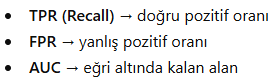 • TPR (Recall) → doğru pozitif oranı
• FPR → yanlış pozitif oranı
• AUC → eğri altında kalan alan